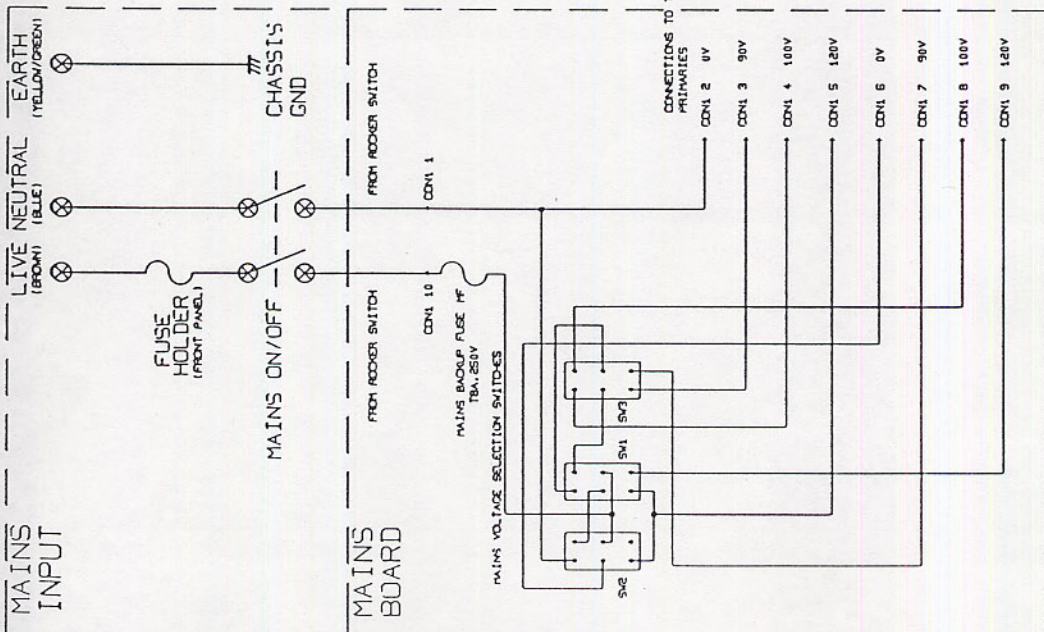 MAINS
INPUT
LIVE
(BROWN)
NEUTRAL
(BLUE)
EARTH
(YELLOW/GREEN)
FUSE
HOLDER
(FRONT PANEL)
MAINS ON/OFF
CHASSIS
GND
MAINS
BOARD
FROM ROCKER SWITCH
FROM ROCKER SWITCH
CON1 10
CON1 1
MAINS BACKUP FUSE MF
TBA, 250V
MAINS VOLTAGE SELECTION SWITCHES
SW2
SW1
SW3
CONNECTIONS TO
PRIMARIES
CON1 2 0V
CON1 3 90V
CON1 4 100V
CON1 5 120V
CON1 6 0V
CON1 7 90V
CON1 8 100V
CON1 9 120V